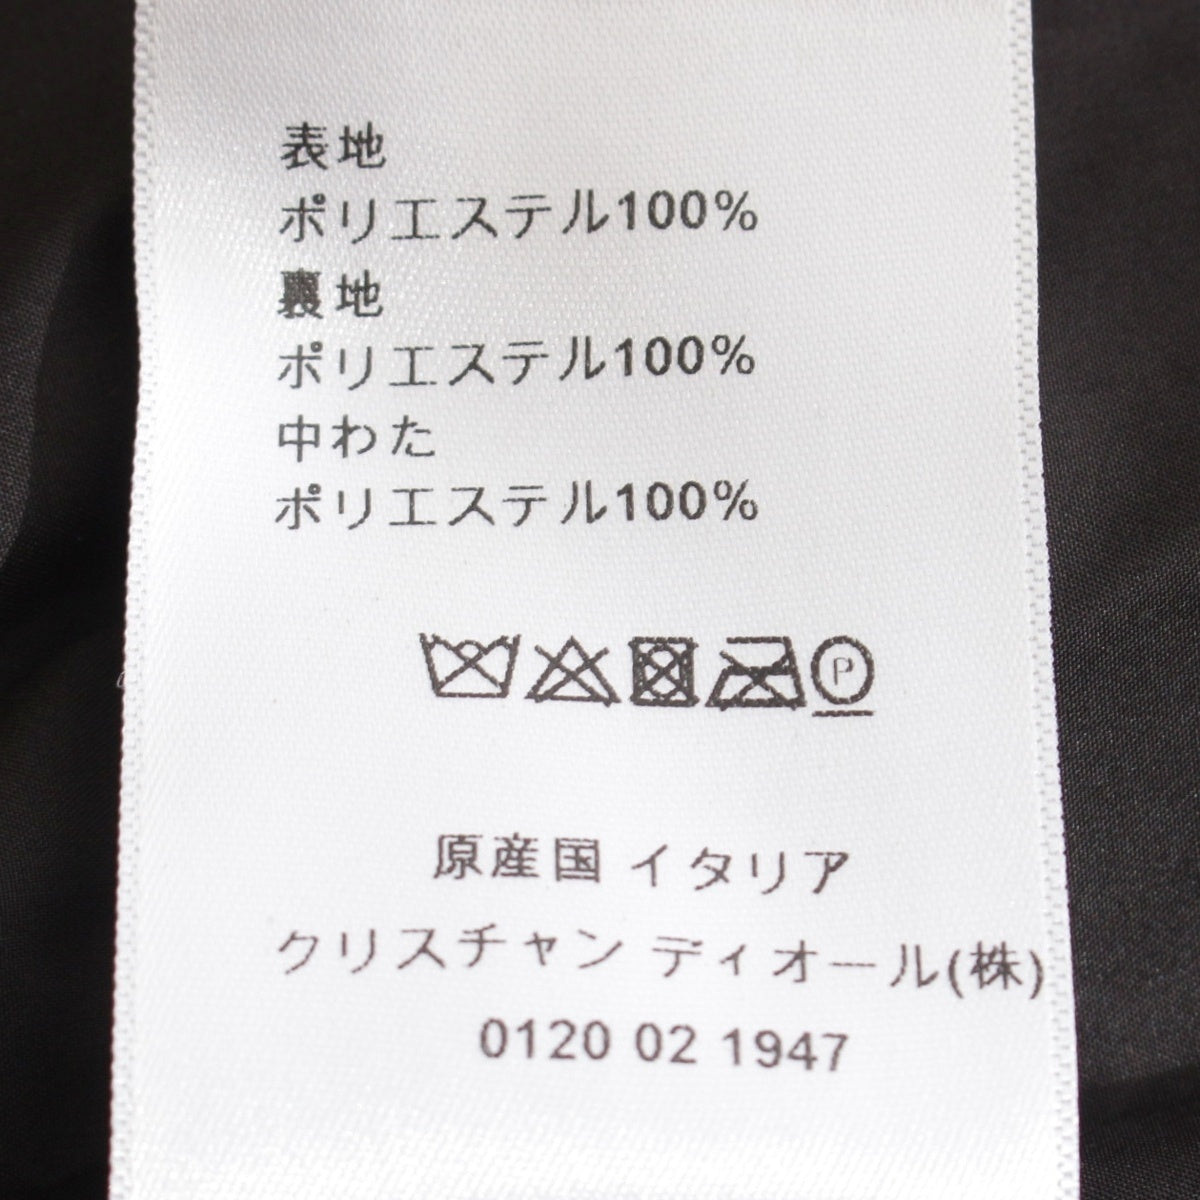 表地
ポリエステル100%
裏地
ポリエステル100%
中わた
ポリエステル100%
P
原産国 イタリア
クリスチャン ディオール(株)
0120 02 1947